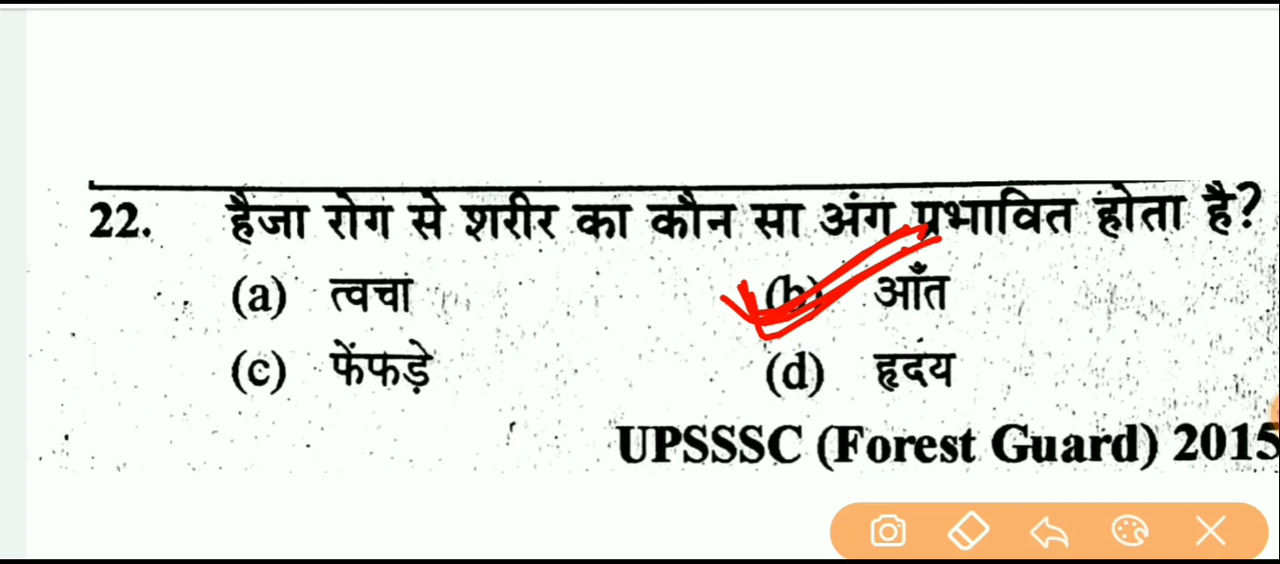 22. हैजा रोग से शरीर का कौन सा अंग प्रभावित होता है?
(a) त्वचा (b) आँत
(c) फेंफड़े (d) हृदय
UPSSSC (Forest Guard) 2015